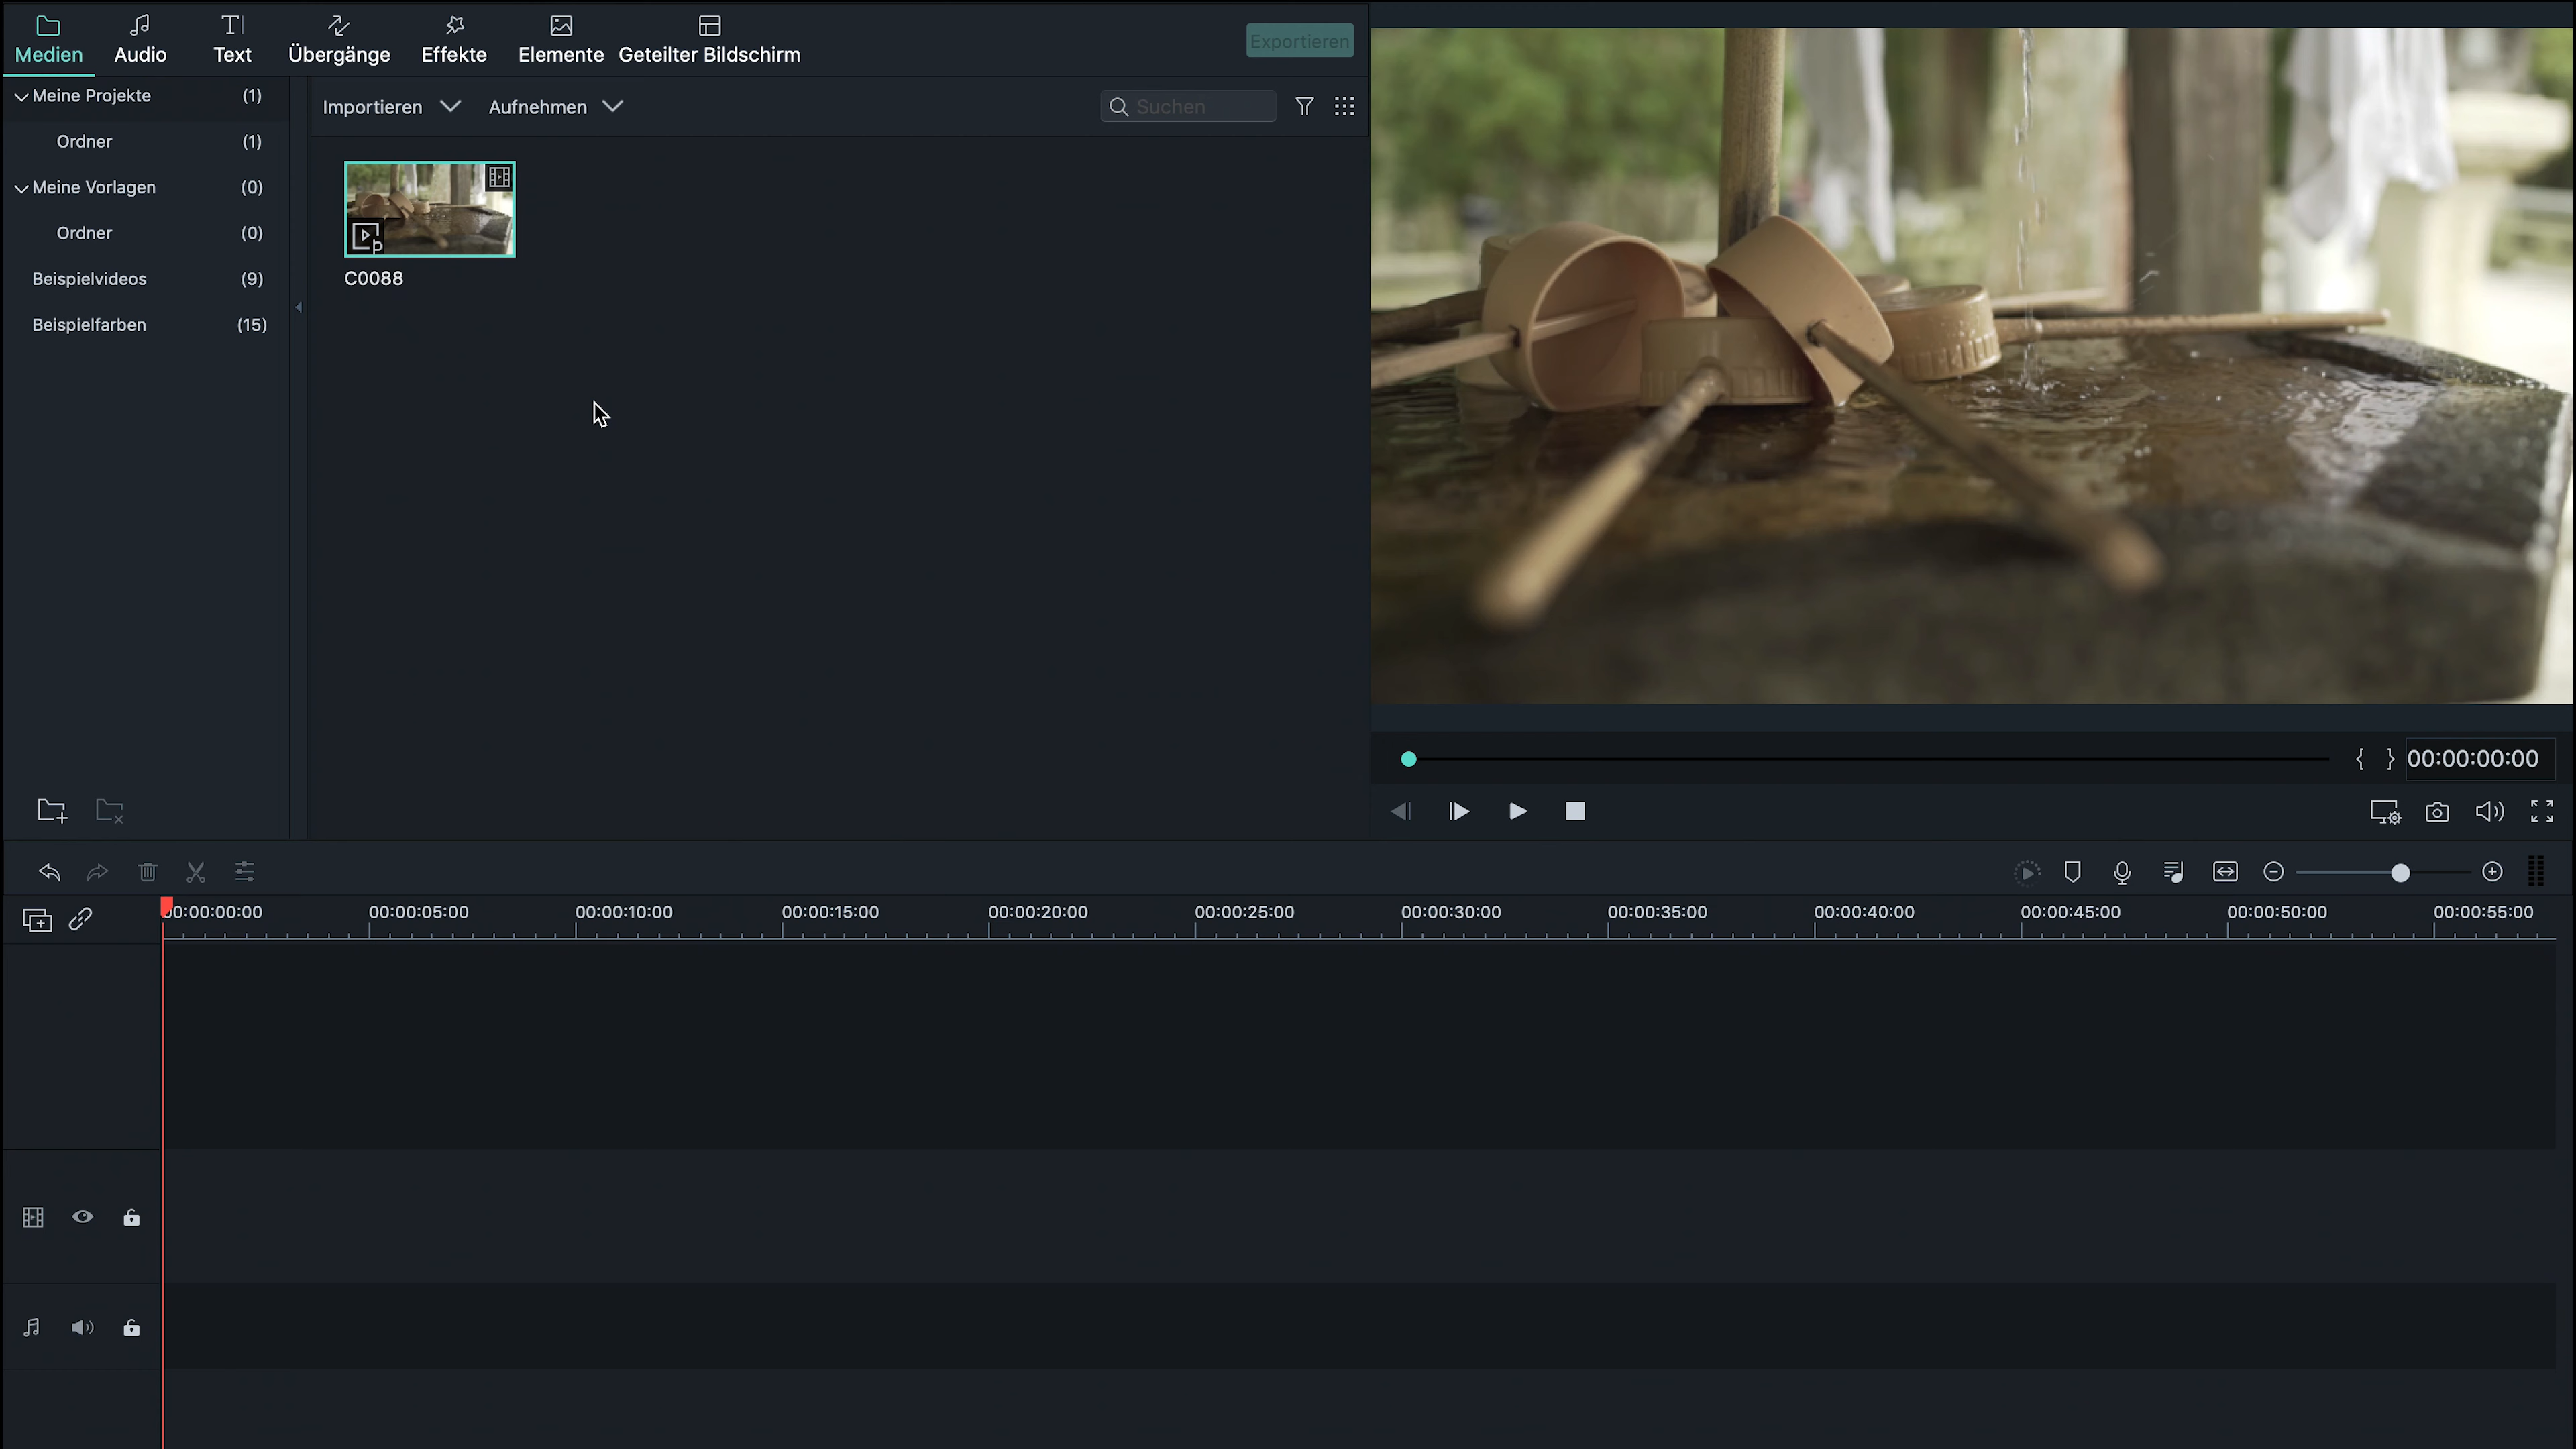 Medien Audio Text Übergänge Effekte Elemente Geteilter Bildschirm
Exportieren
Meine Projekte (1)
Ordner (1)
Meine Vorlagen (0)
Ordner (0)
Beispielvideos (9)
Beispielfarben (15)
Importieren Aufnehmen Suchen
C0088
{ } 00:00:00:00
00:00:00:00 00:00:05:00 00:00:10:00 00:00:15:00 00:00:20:00 00:00:25:00 00:00:30:00 00:00:35:00 00:00:40:00 00:00:45:00 00:00:50:00 00:00:55:00